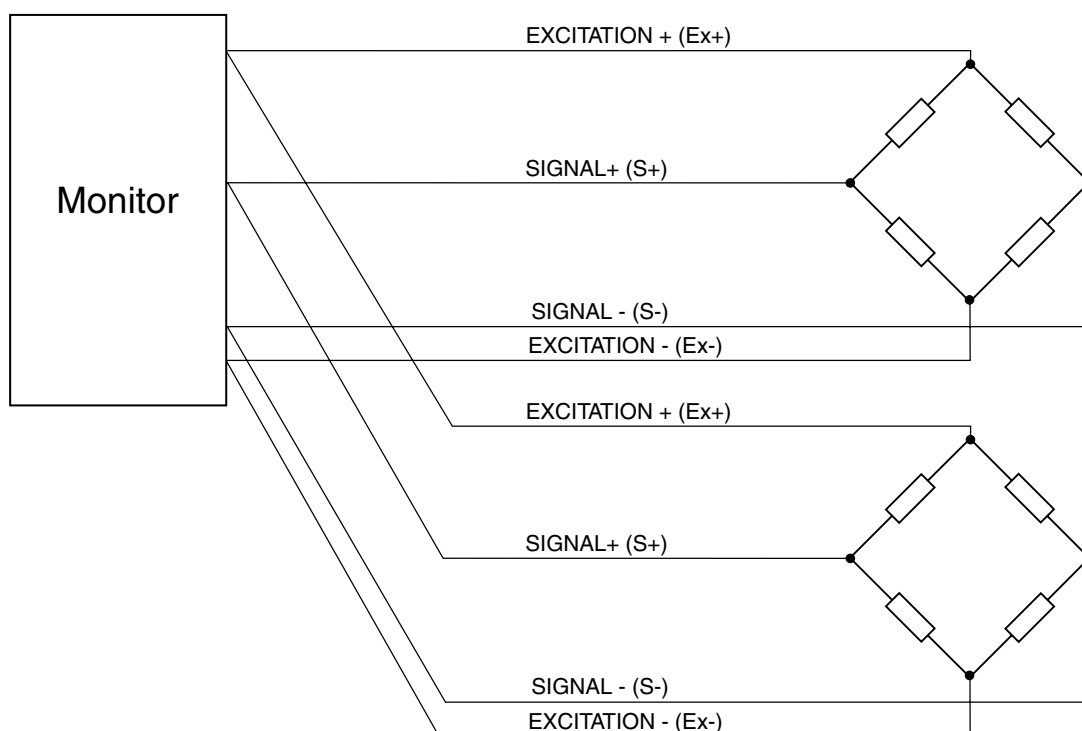 EXCITATION + (Ex+)
SIGNAL+ (S+)
Monitor
SIGNAL - (S-)
EXCITATION - (Ex-)
EXCITATION + (Ex+)
SIGNAL+ (S+)
SIGNAL - (S-)
EXCITATION - (Ex-)